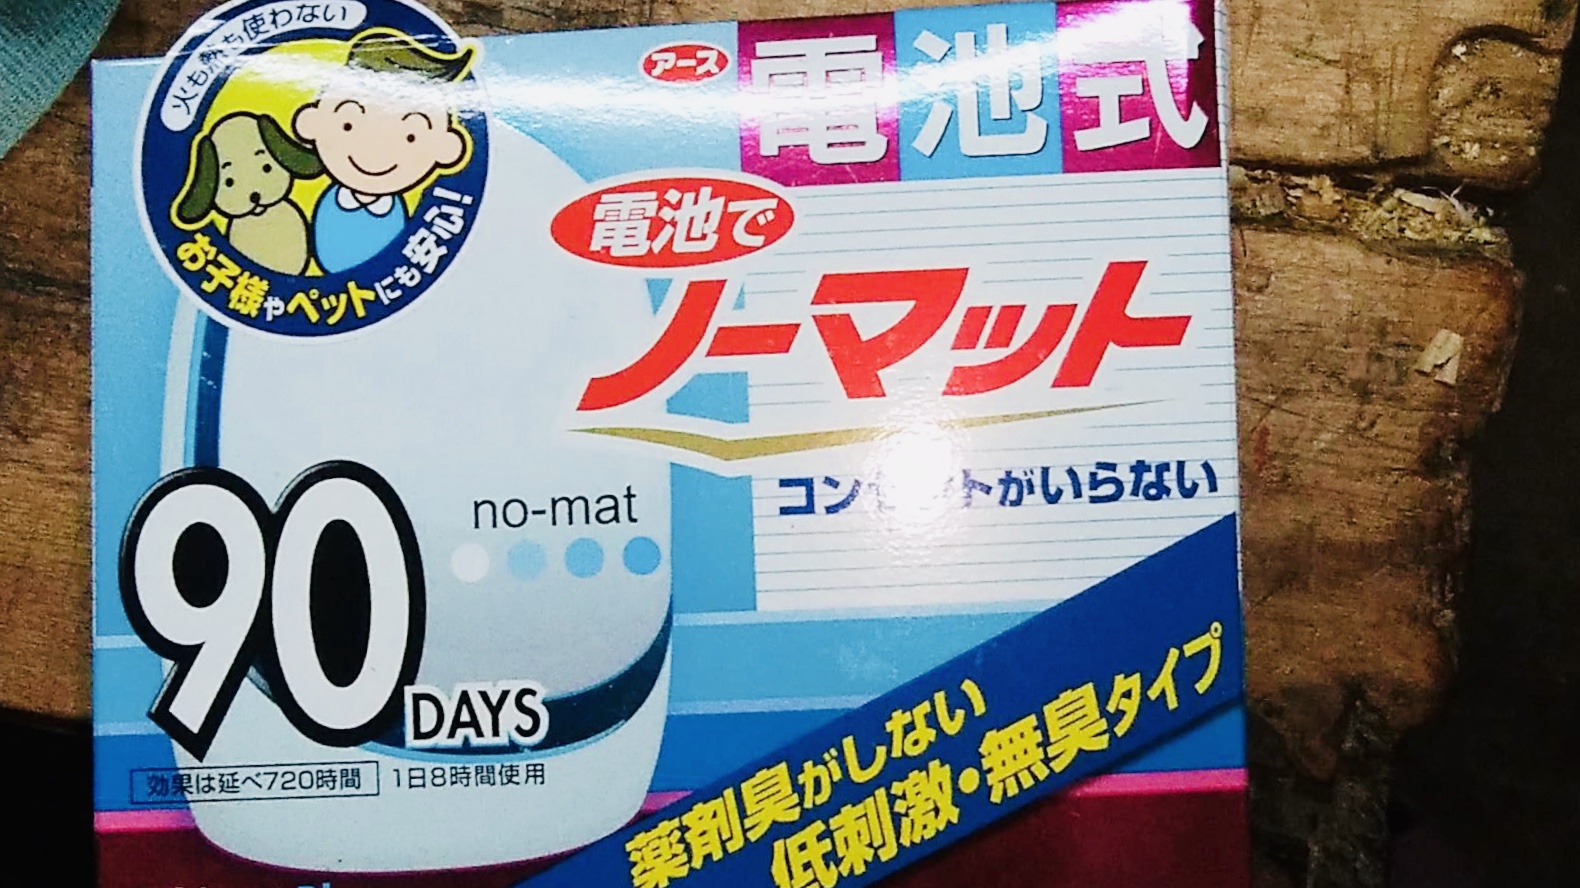 火も熱も使わない
お子様やペットにも安心!
アース
電池式
電池で
ノーマット
コンセントがいらない
no-mat
90
DAYS
効果は延べ720時間 1日8時間使用
薬剤臭がしない
低刺激・無臭タイプ